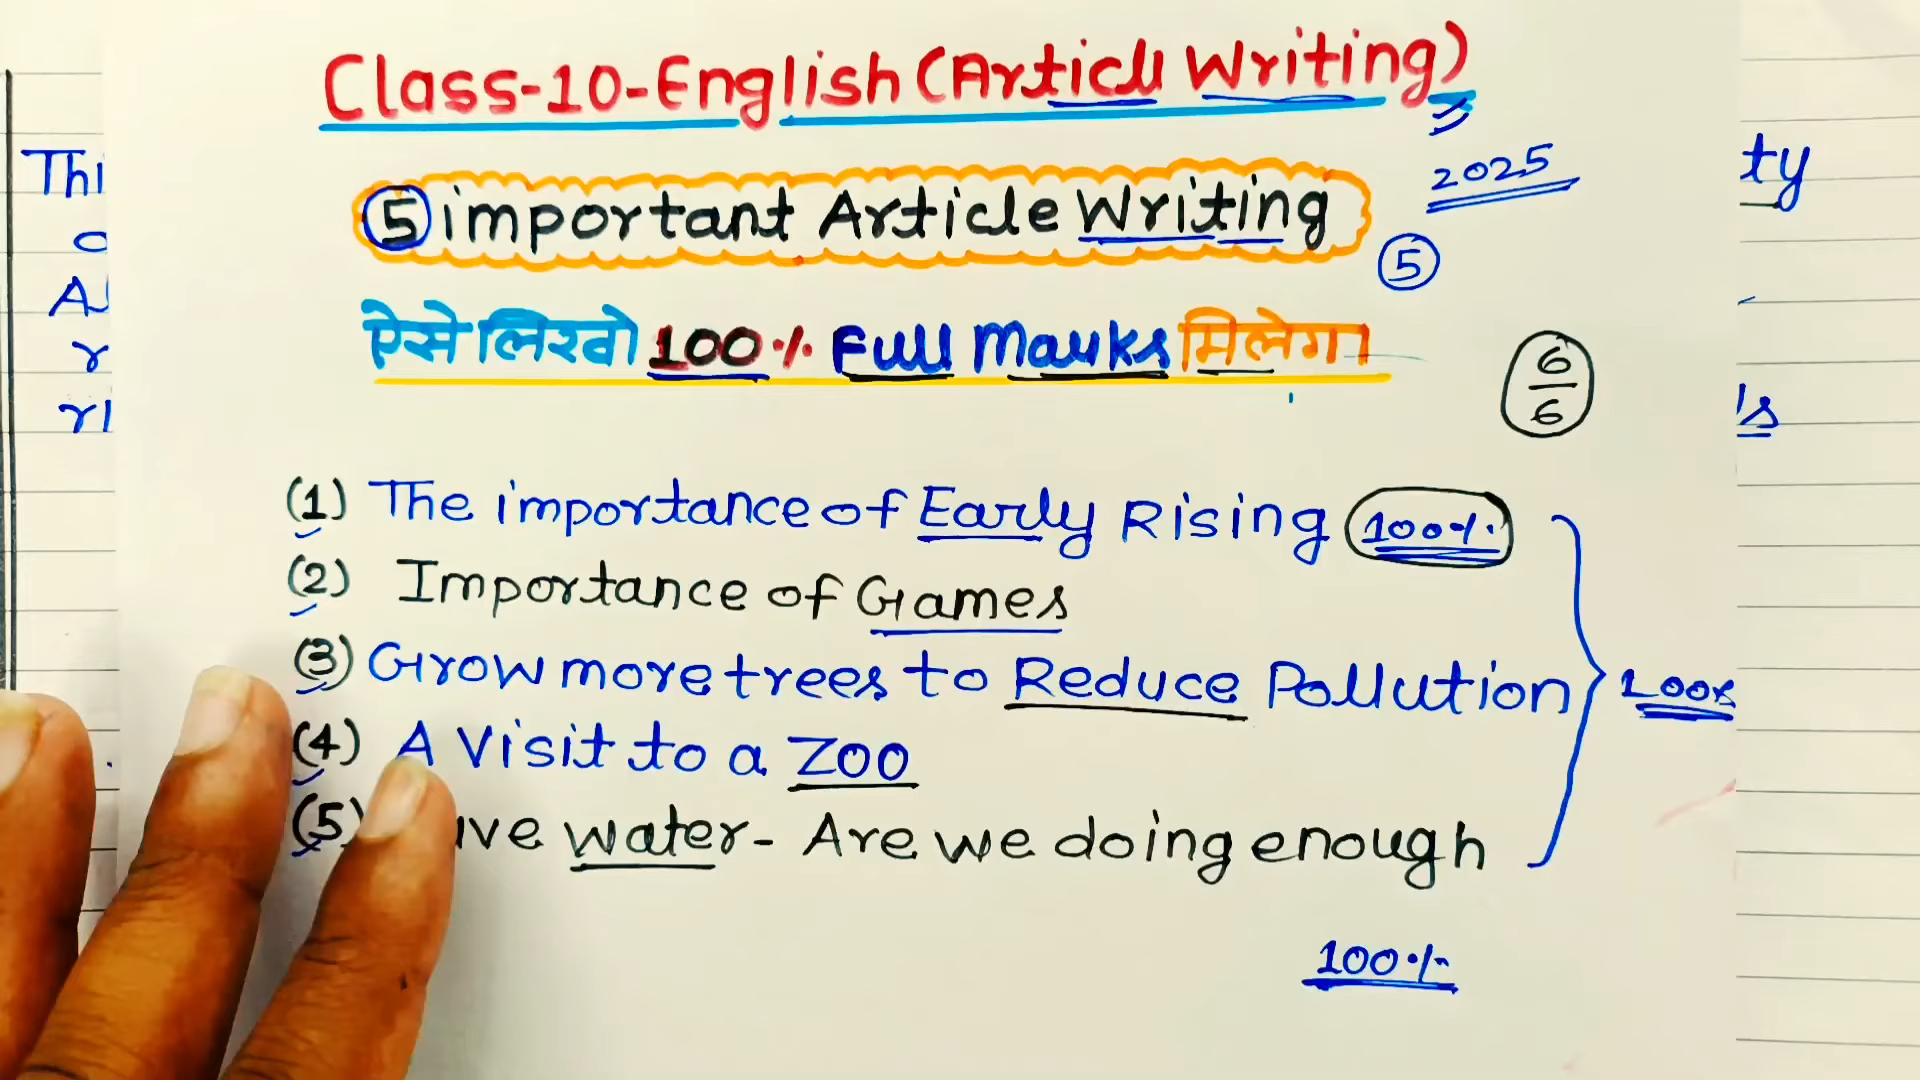 Class-10-English (Article Writing)
2025
5 important Article Writing
5
ऐसे लिखो 100% Full Marks मिलेगा
6/6
(1) The importance of Early Rising 100%
(2) Importance of Games
(3) Grow more trees to Reduce Pollution
100%
(4) A Visit to a Zoo
(5) water - Are we doing enough
100%